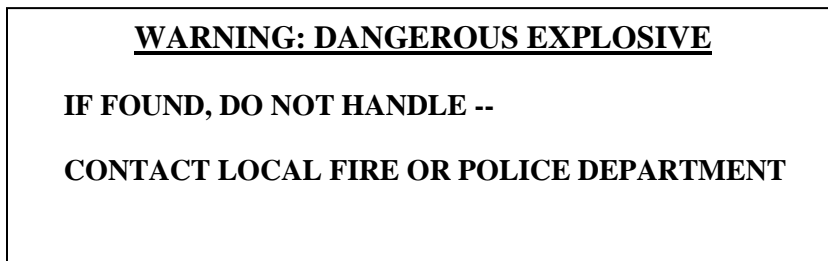 WARNING: DANGEROUS EXPLOSIVE
IF FOUND, DO NOT HANDLE --
CONTACT LOCAL FIRE OR POLICE DEPARTMENT